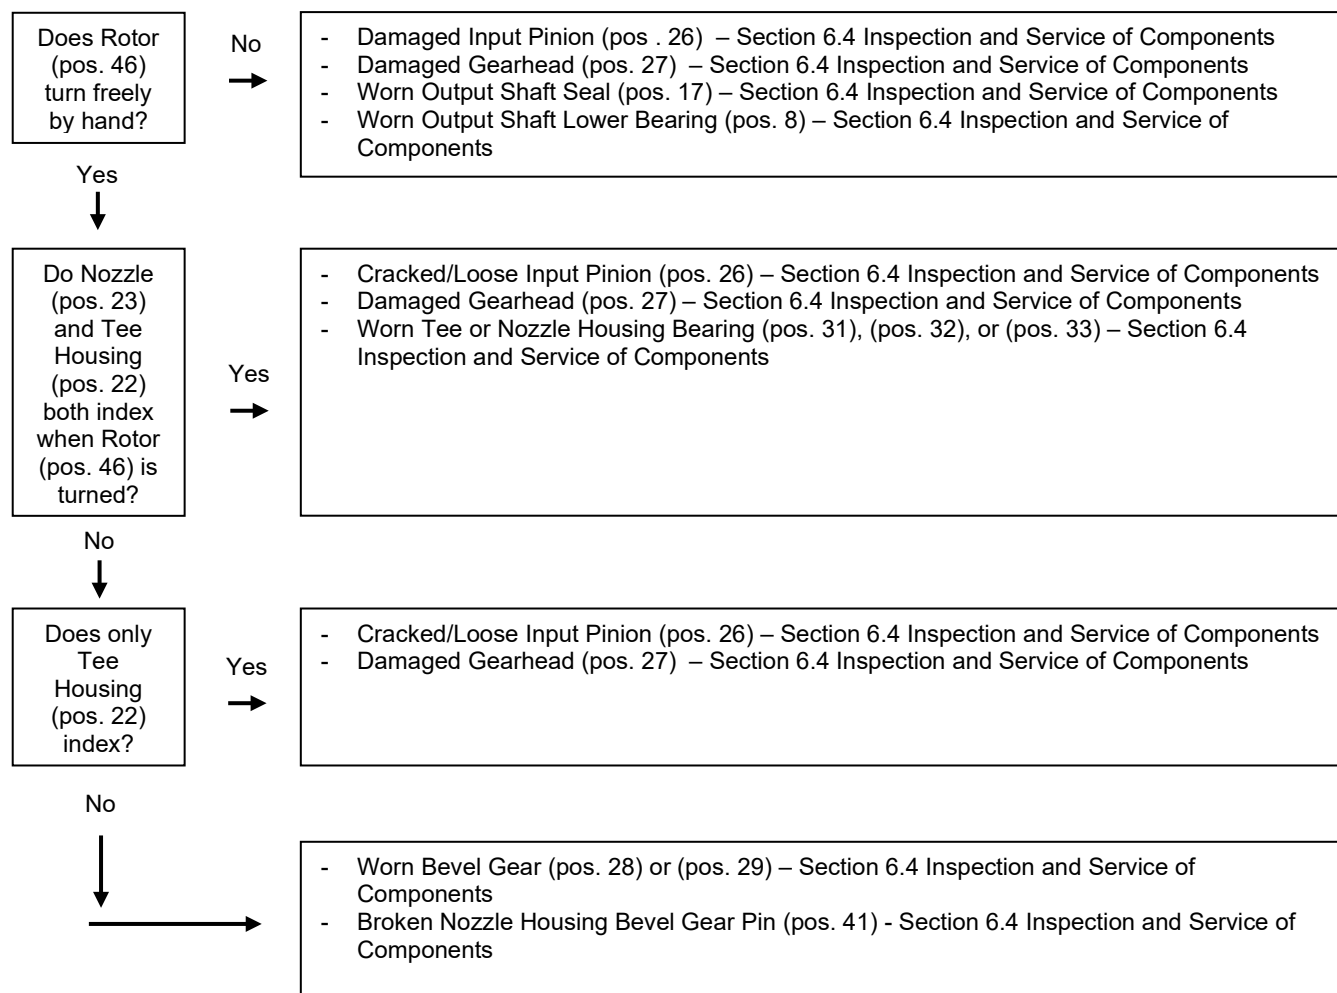 Does Rotor
(pos. 46)
turn freely
by hand?
No
- Damaged Input Pinion (pos . 26) – Section 6.4 Inspection and Service of Components
- Damaged Gearhead (pos. 27) – Section 6.4 Inspection and Service of Components
- Worn Output Shaft Seal (pos. 17) – Section 6.4 Inspection and Service of Components
- Worn Output Shaft Lower Bearing (pos. 8) – Section 6.4 Inspection and Service of
Components
Yes
Do Nozzle
(pos. 23)
and Tee
Housing
(pos. 22)
both index
when Rotor
(pos. 46) is
turned?
Yes
- Cracked/Loose Input Pinion (pos. 26) – Section 6.4 Inspection and Service of Components
- Damaged Gearhead (pos. 27) – Section 6.4 Inspection and Service of Components
- Worn Tee or Nozzle Housing Bearing (pos. 31), (pos. 32), or (pos. 33) – Section 6.4
Inspection and Service of Components
No
Does only
Tee
Housing
(pos. 22)
index?
Yes
- Cracked/Loose Input Pinion (pos. 26) – Section 6.4 Inspection and Service of Components
- Damaged Gearhead (pos. 27) – Section 6.4 Inspection and Service of Components
No
- Worn Bevel Gear (pos. 28) or (pos. 29) – Section 6.4 Inspection and Service of
Components
- Broken Nozzle Housing Bevel Gear Pin (pos. 41) - Section 6.4 Inspection and Service of
Components